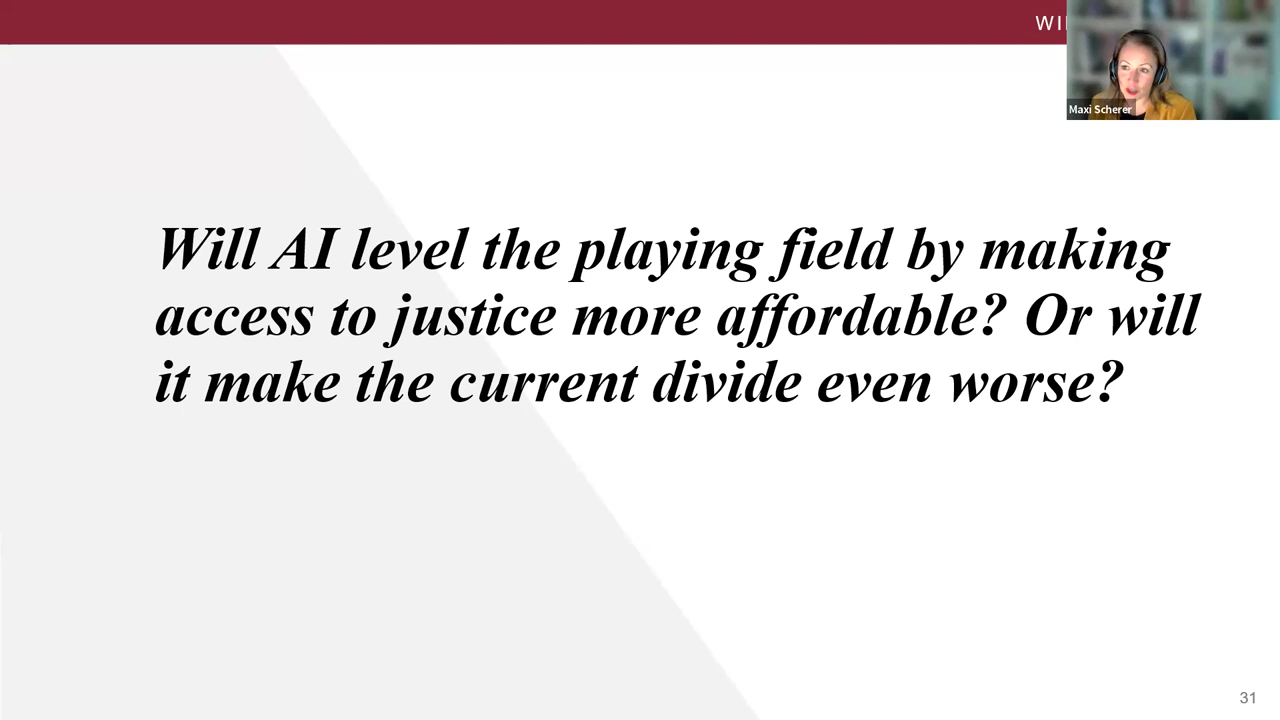 Maxi Scherer
Will AI level the playing field by making
access to justice more affordable? Or will
it make the current divide even worse?
31